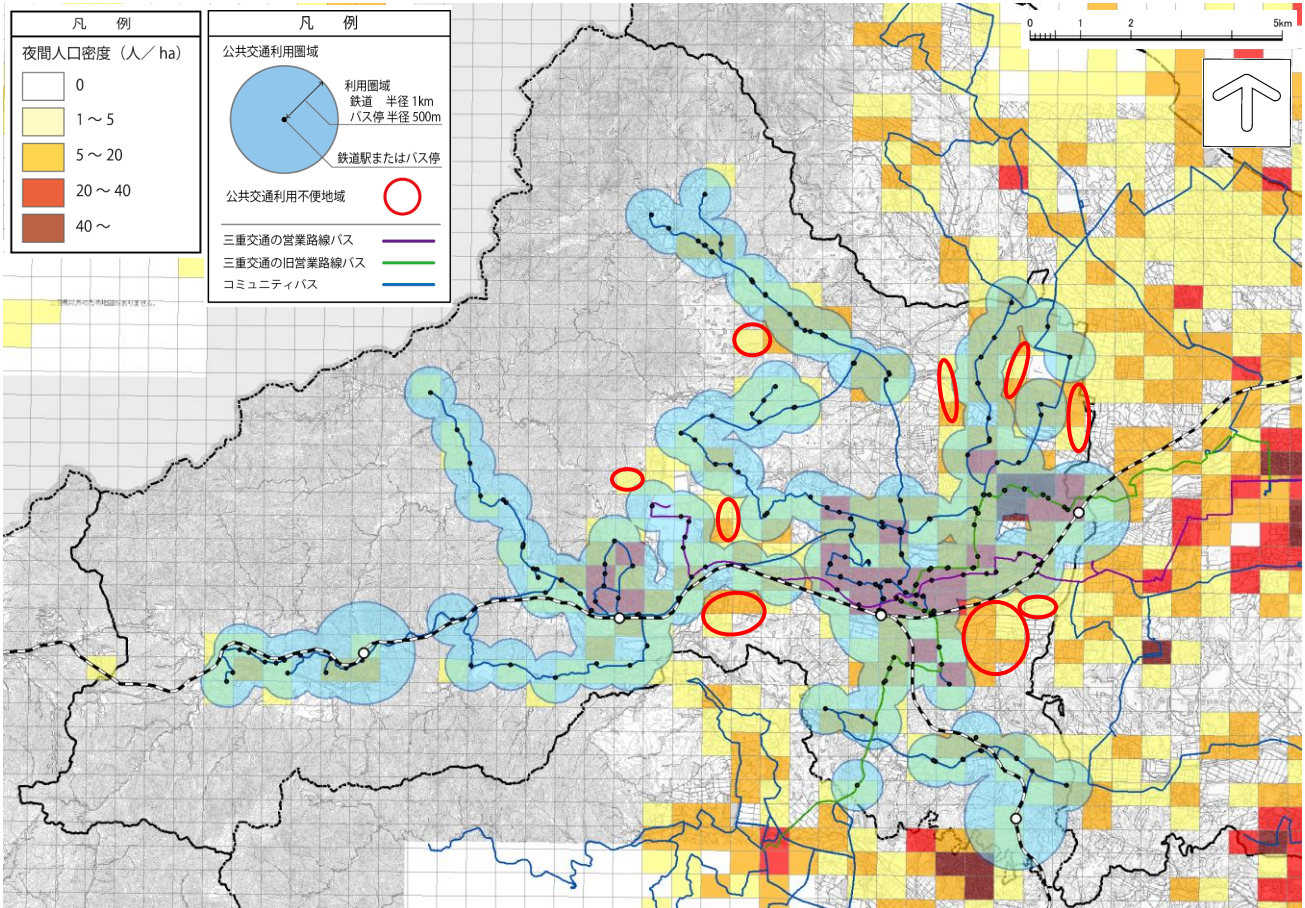 凡　例
夜間人口密度（人／ ha）
0
1 ～ 5
5 ～ 20
20 ～ 40
40 ～
凡　例
公共交通利用圏域
利用圏域
鉄道　半径 1km
バス停 半径 500m
鉄道駅またはバス停
公共交通利用不便地域
三重交通の営業路線バス
三重交通の旧営業路線バス
コミュニティバス
0 1 2 5km